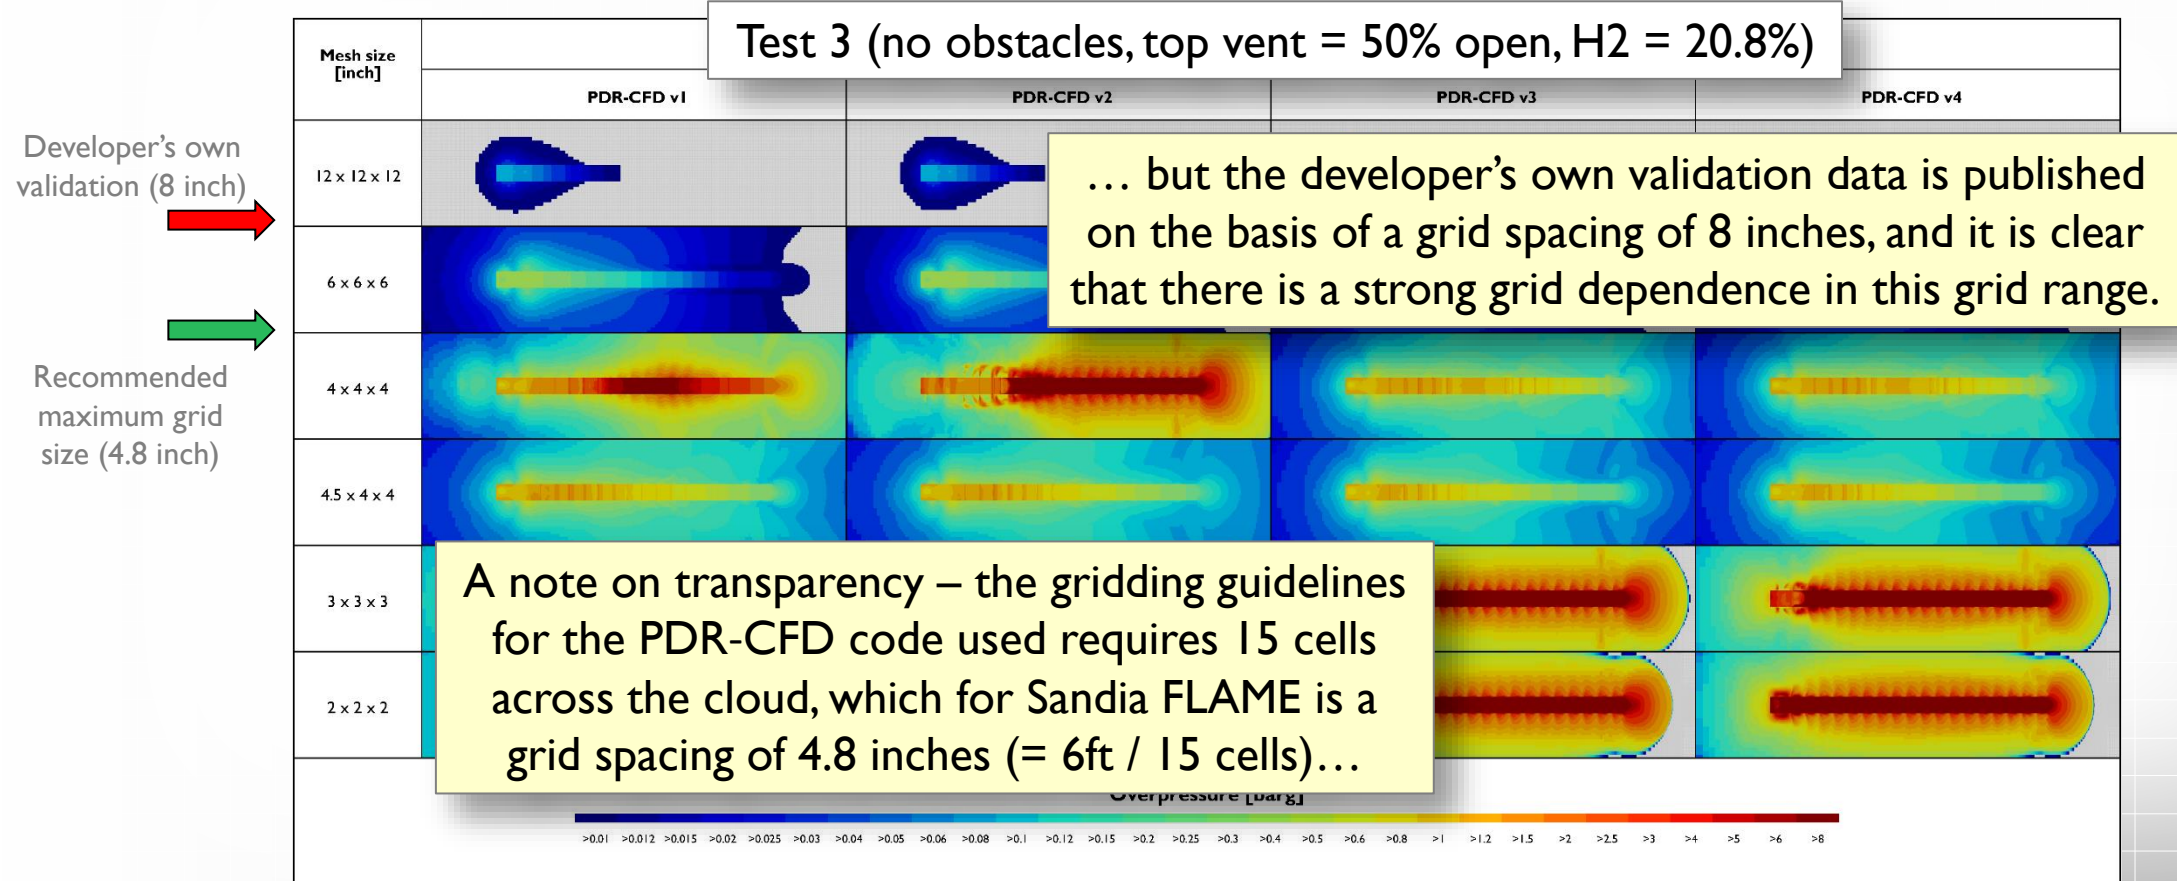 Test 3 (no obstacles, top vent = 50% open, H2 = 20.8%)
Mesh size
[inch]
PDR-CFD v1
PDR-CFD v2
PDR-CFD v3
PDR-CFD v4
Developer's own
validation (8 inch)
12 x 12 x 12
… but the developer's own validation data is published
on the basis of a grid spacing of 8 inches, and it is clear
that there is a strong grid dependence in this grid range.
6 x 6 x 6
Recommended
maximum grid
size (4.8 inch)
4 x 4 x 4
4.5 x 4 x 4
3 x 3 x 3
2 x 2 x 2
A note on transparency – the gridding guidelines
for the PDR-CFD code used requires 15 cells
across the cloud, which for Sandia FLAME is a
grid spacing of 4.8 inches (= 6ft / 15 cells)…
Overpressure [barg]
>0.01 >0.012 >0.015 >0.02 >0.025 >0.03 >0.04 >0.05 >0.06 >0.08 >0.1 >0.12 >0.15 >0.2 >0.25 >0.3 >0.4 >0.5 >0.6 >0.8 >1 >1.2 >1.5 >2 >2.5 >3 >4 >5 >6 >8